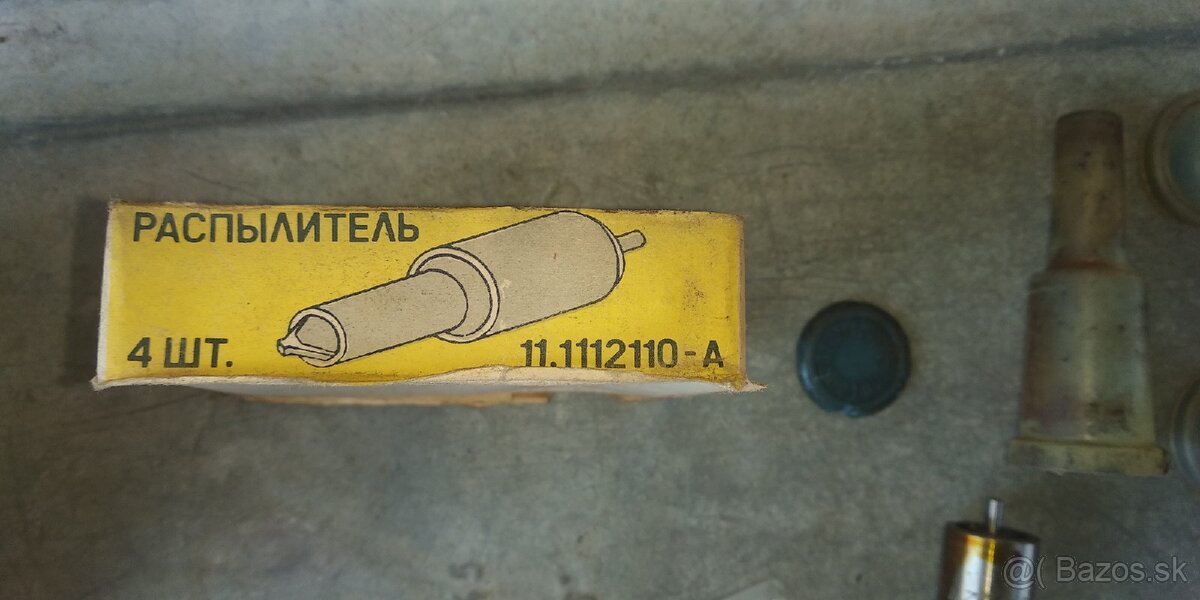 РАСПЫЛИТЕЛЬ
4 ШТ.
11.1112110-А
@( Bazos.sk